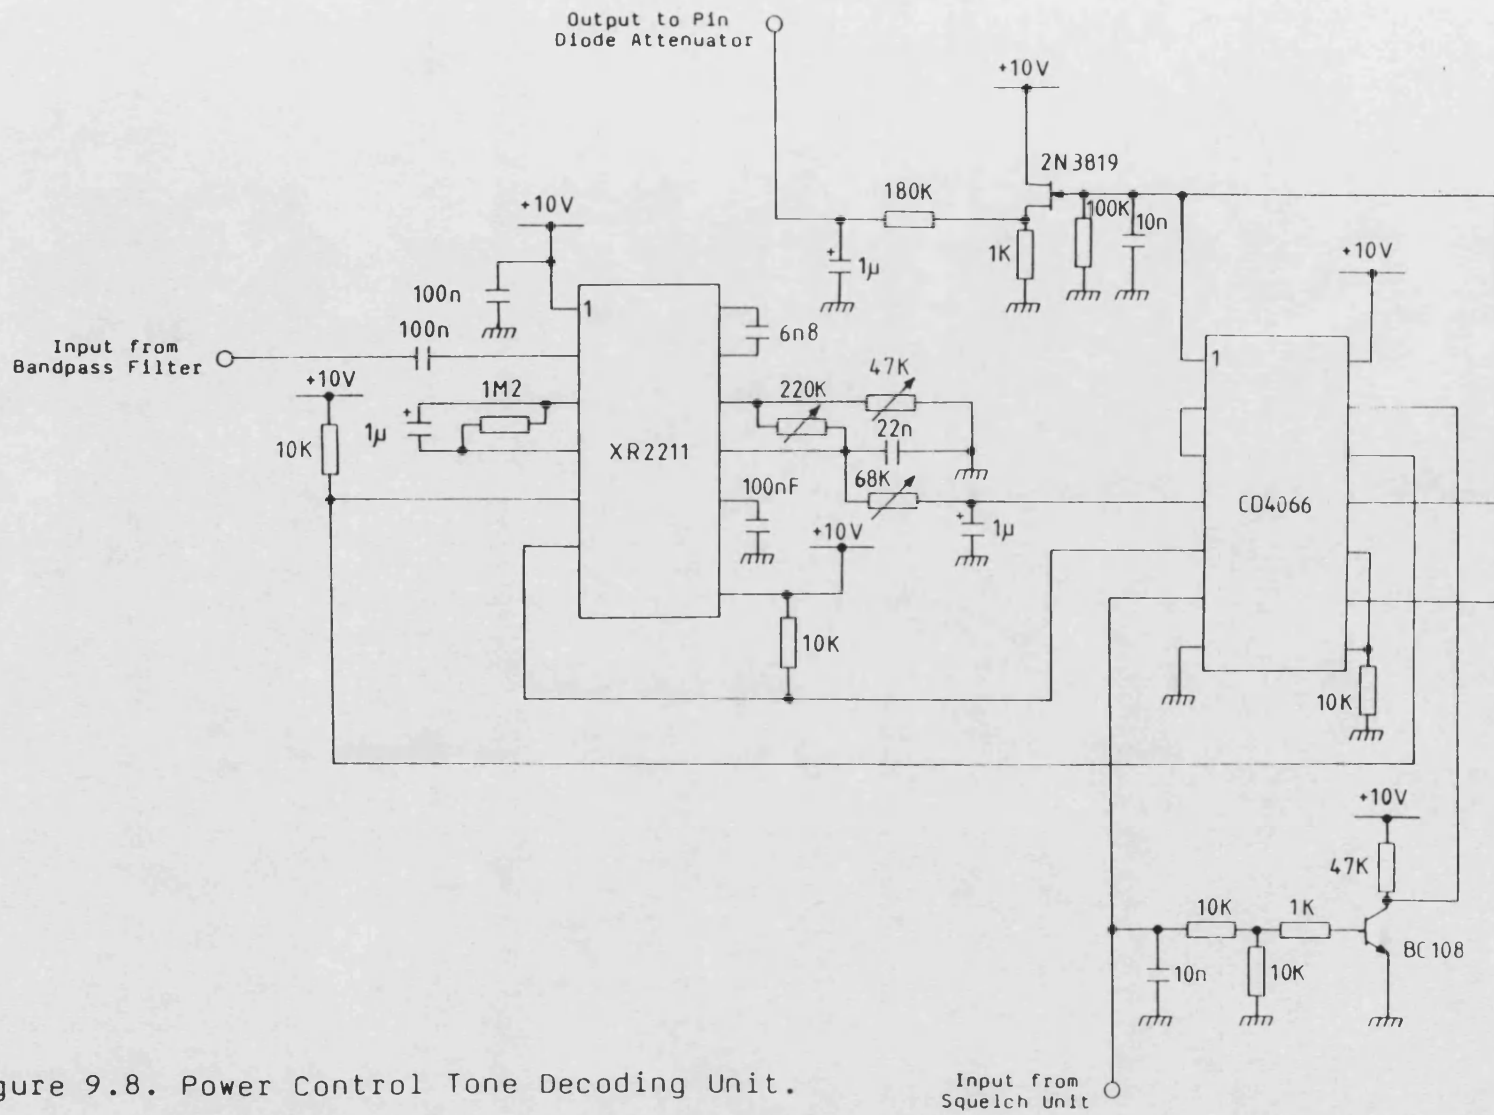 Output to Pin
Diode Attenuator
+10V
2N3819
180K
100K
10n
+10V
1K
+10V
1µ
100n
1
6n8
100n
Input from
Bandpass Filter
1
47K
+10V
1M2
220K
1µ
22n
10K
XR2211
68K
100nF
CD4066
+10V
1µ
10K
10K
+10V
47K
10K
1K
BC108
10n
10K
gure 9.8. Power Control Tone Decoding Unit.
Input from
Squelch Unit